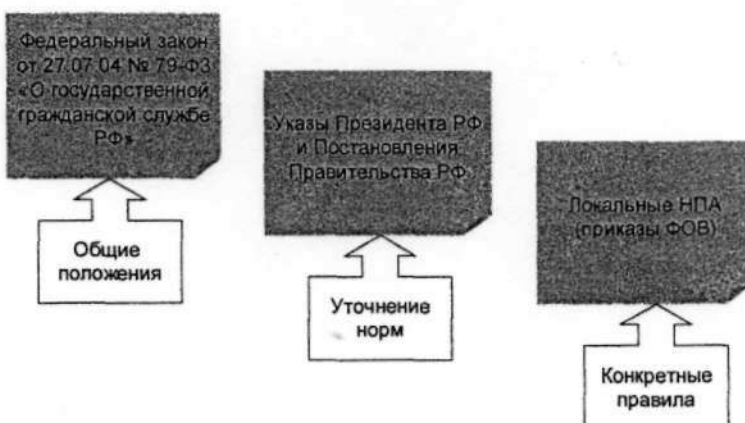 Федеральный закон
от 27.07.04 № 79-ФЗ
«О государственной
гражданской службе
РФ»
Общие
положения
Указы Президента РФ
и Постановления
Правительства РФ
Уточнение
норм
Локальные НПА
(приказы ФОВ)
Конкретные
правила